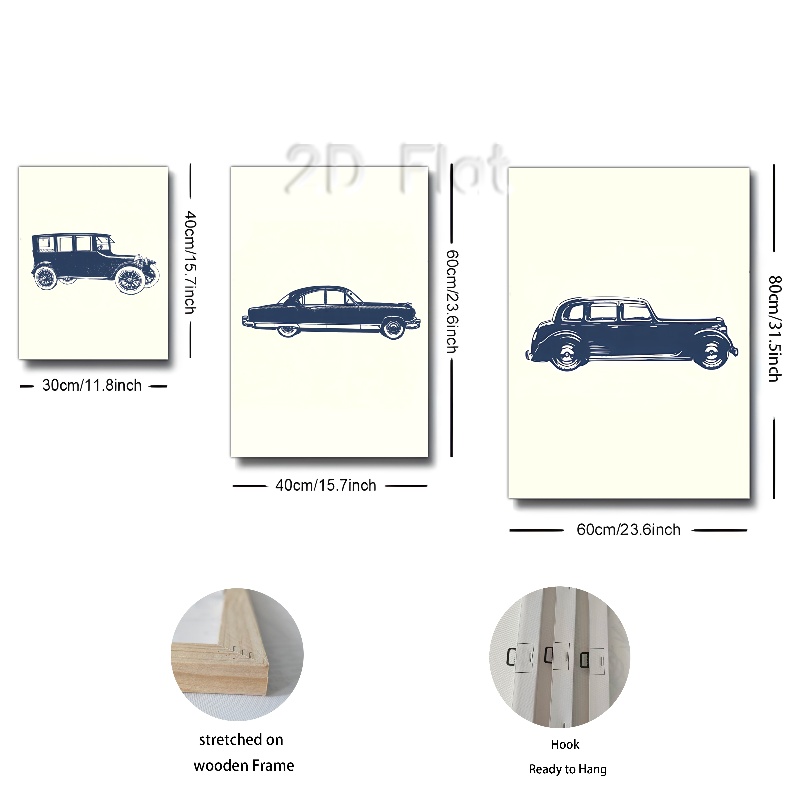 2D Flat
40cm/15.7inch
60cm/23.6inch
80cm/31.5inch
30cm/11.8inch
40cm/15.7inch
60cm/23.6inch
stretched on
wooden Frame
Hook
Ready to Hang